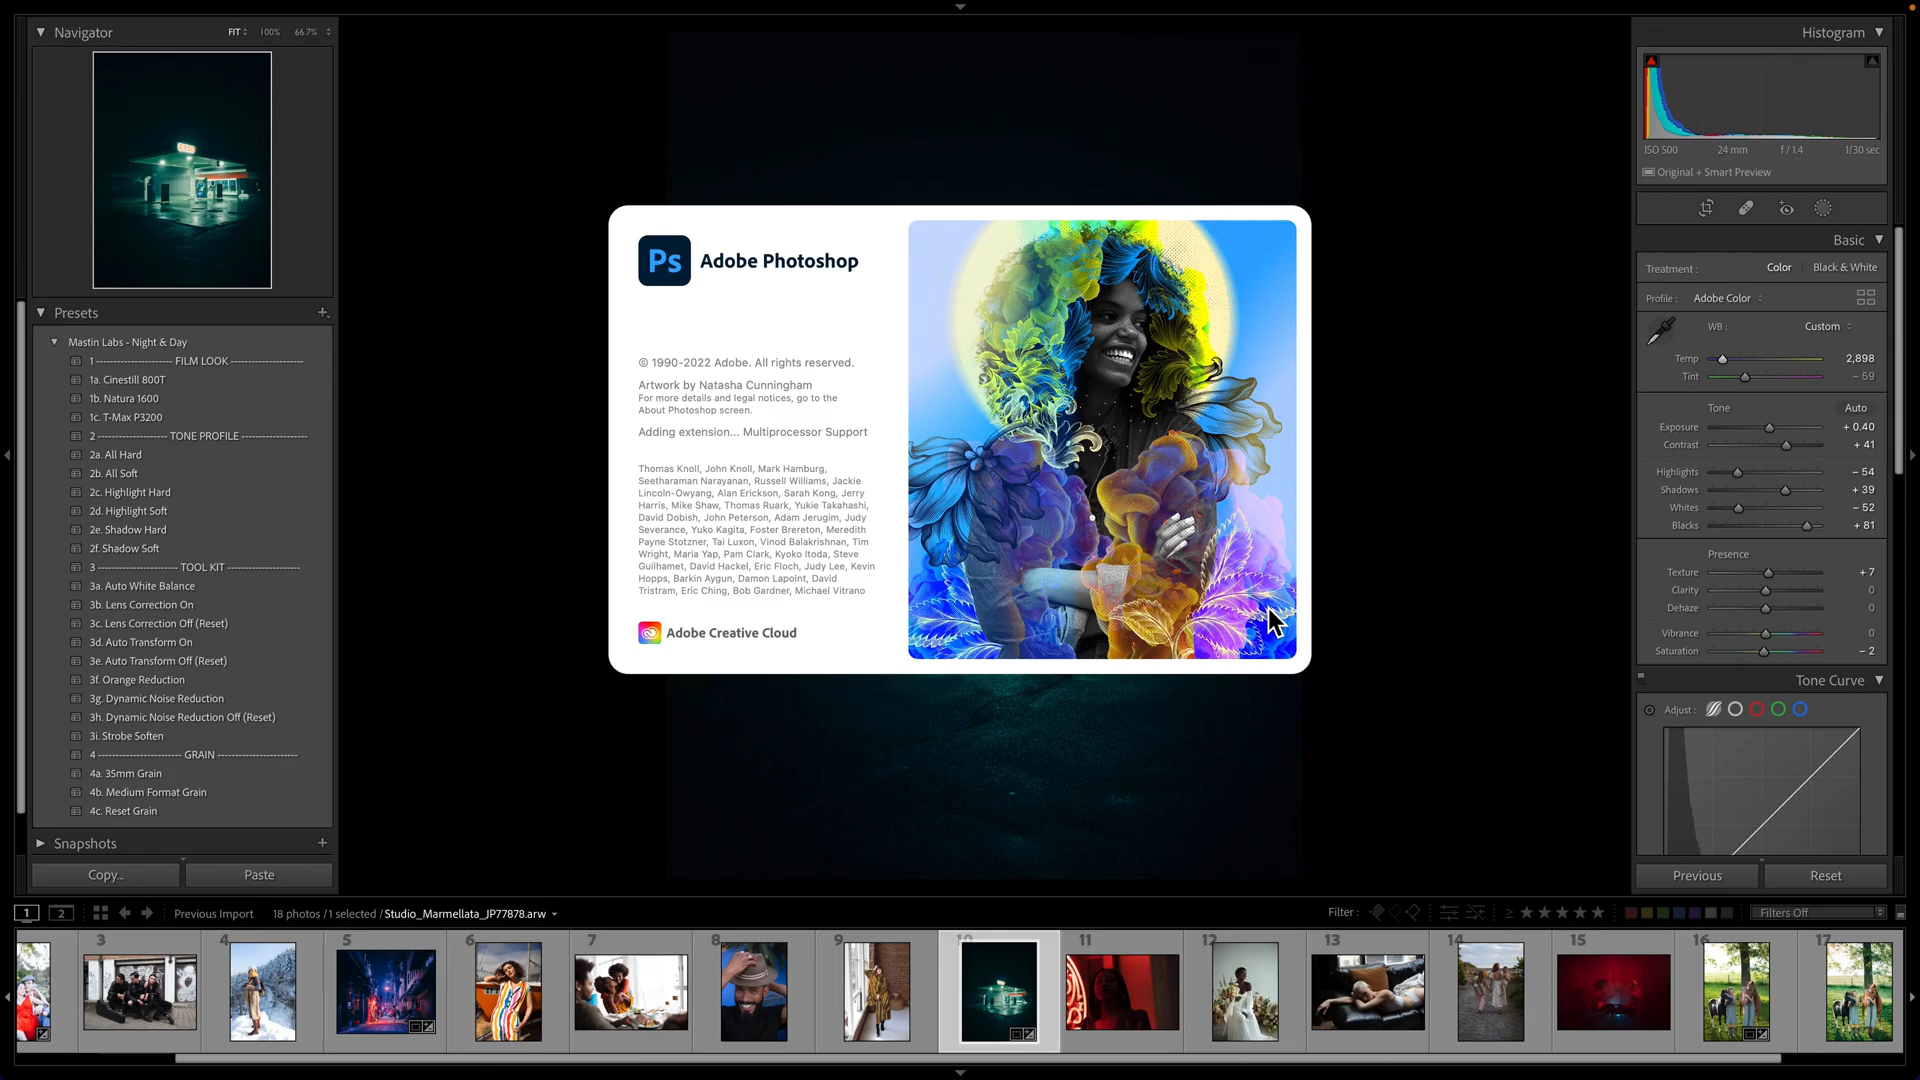 Navigator
FIT
100%
66.7%
Presets
Mastin Labs - Night & Day
1 ---------------------- FILM LOOK ---------------------
1a. Cinestill 800T
1b. Natura 1600
1c. T-Max P3200
2 -------------------- TONE PROFILE -------------------
2a. All Hard
2b. All Soft
2c. Highlight Hard
2d. Highlight Soft
2e. Shadow Hard
2f. Shadow Soft
3 ----------------------- TOOL KIT ---------------------
3a. Auto White Balance
3b. Lens Correction On
3c. Lens Correction Off (Reset)
3d. Auto Transform On
3e. Auto Transform Off (Reset)
3f. Orange Reduction
3g. Dynamic Noise Reduction
3h. Dynamic Noise Reduction Off (Reset)
3i. Strobe Soften
4 ------------------------ GRAIN -----------------------
4a. 35mm Grain
4b. Medium Format Grain
4c. Reset Grain
Snapshots
Copy...
Paste
Ps Adobe Photoshop
© 1990-2022 Adobe. All rights reserved.
Artwork by Natasha Cunningham
For more details and legal notices, go to the
About Photoshop screen.
Adding extension... Multiprocessor Support
Thomas Knoll, John Knoll, Mark Hamburg,
Seetharaman Narayanan, Russell Williams, Jackie
Lincoln-Owyang, Alan Erickson, Sarah Kong, Jerry
Harris, Mike Shaw, Thomas Ruark, Yukie Takahashi,
David Dobish, John Peterson, Adam Jerugim, Judy
Severance, Yuko Kagita, Foster Brereton, Meredith
Payne Stotzner, Tai Luxon, Vinod Balakrishnan, Tim
Wright, Maria Yap, Pam Clark, Kyoko Itoda, Steve
Guilhamet, David Hackel, Eric Floch, Judy Lee, Kevin
Hopps, Barkin Aygun, Damon Lapoint, David
Tristram, Eric Ching, Bob Gardner, Michael Vitrano
Adobe Creative Cloud
Histogram
ISO 500
24 mm
f / 1.4
1/30 sec
Original + Smart Preview
Basic
Treatment :
Color
Black & White
Profile :
Adobe Color
WB :
Custom
Temp
2,898
Tint
– 59
Tone
Auto
Exposure
+ 0.40
Contrast
+ 41
Highlights
– 54
Shadows
+ 39
Whites
– 52
Blacks
+ 81
Presence
Texture
+ 7
Clarity
0
Dehaze
0
Vibrance
0
Saturation
– 2
Tone Curve
Adjust :
Previous
Reset
1
2
Previous Import
18 photos / 1 selected / Studio_Marmellata_JP77878.arw
Filter :
≥
Filters Off
3
4
5
6
7
8
9
10
11
12
13
14
15
16
17